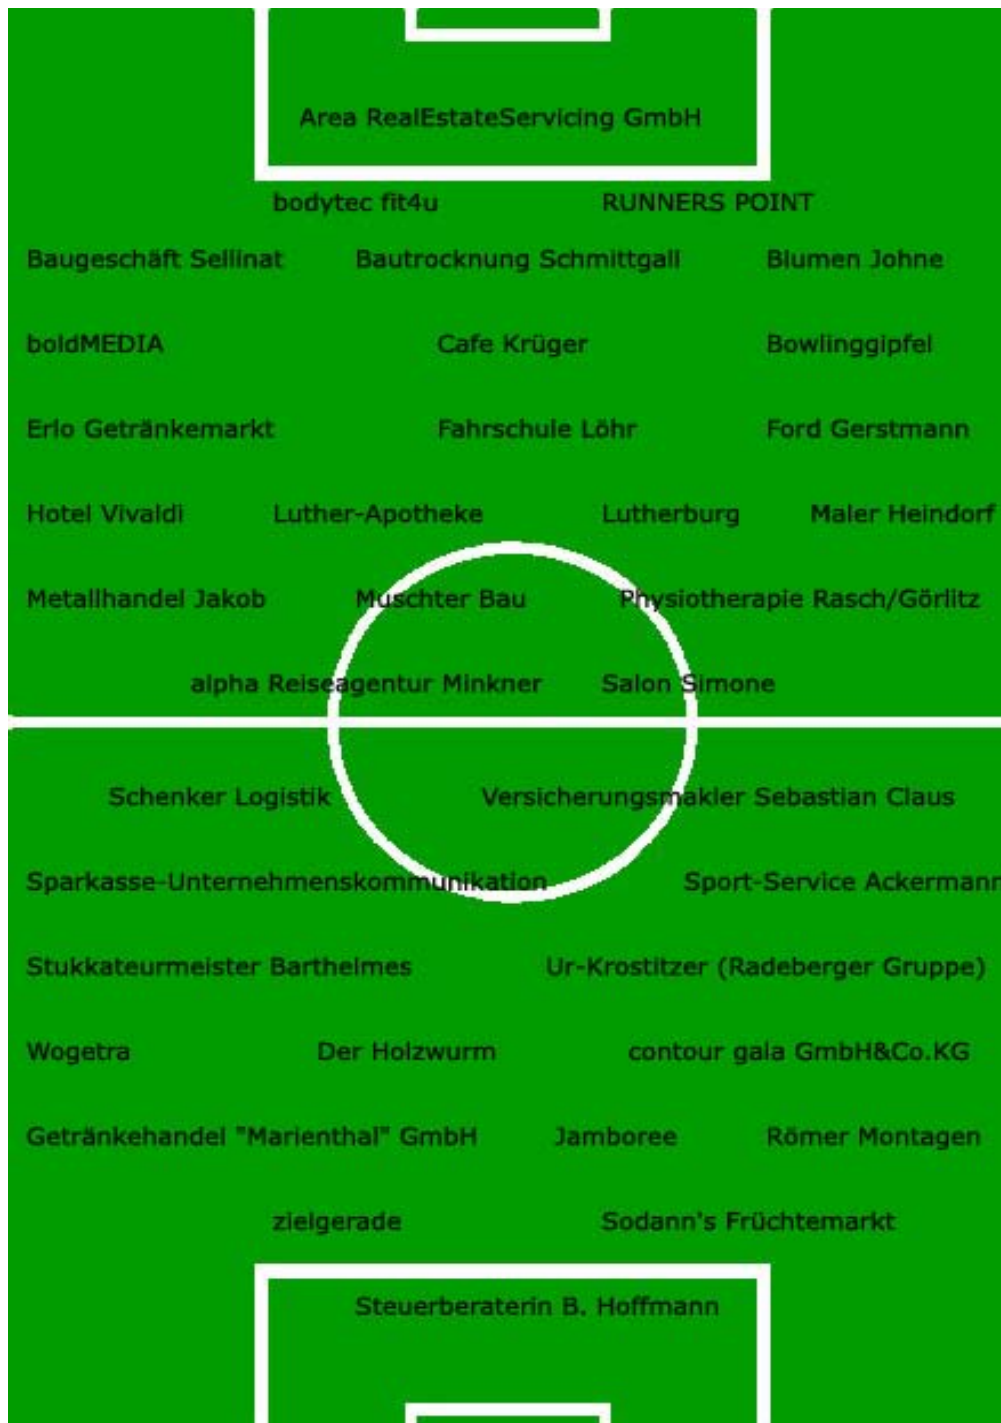 Area RealEstateServicing GmbH
bodytec fit4u RUNNERS POINT
Baugeschäft Sellinat Bautrocknung Schmittgall Blumen Johne
boldMEDIA Cafe Krüger Bowlinggipfel
Erlo Getränkemarkt Fahrschule Löhr Ford Gerstmann
Hotel Vivaldi Luther-Apotheke Lutherburg Maler Heindorf
Metallhandel Jakob Muschter Bau Physiotherapie Rasch/Görlitz
alpha Reiseagentur Minkner Salon Simone
Schenker Logistik Versicherungsmakler Sebastian Claus
Sparkasse-Unternehmenskommunikation Sport-Service Ackermann
Stukkateurmeister Barthelmes Ur-Krostitzer (Radeberger Gruppe)
Wogetra Der Holzwurm contour gala GmbH&Co.KG
Getränkehandel "Marienthal" GmbH Jamboree Römer Montagen
zielgerade Sodann's Früchtemarkt
Steuerberaterin B. Hoffmann